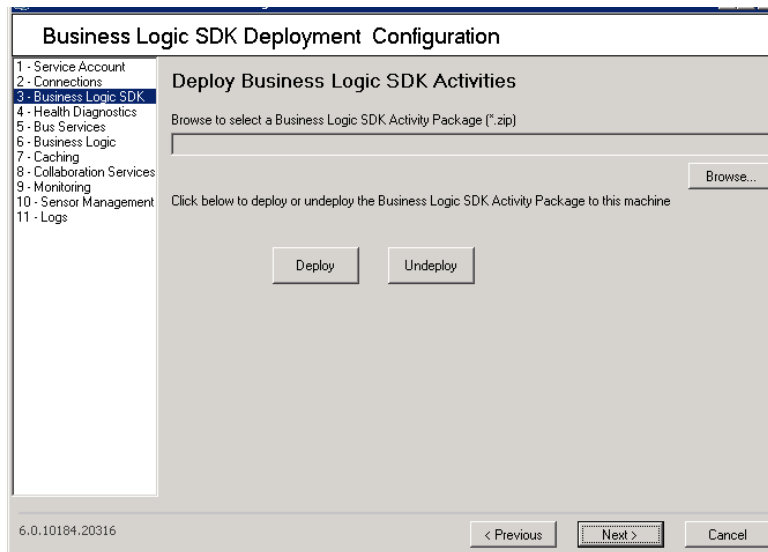 Business Logic SDK Deployment Configuration
1 - Service Account
2 - Connections
3 - Business Logic SDK
4 - Health Diagnostics
5 - Bus Services
6 - Business Logic
7 - Caching
8 - Collaboration Services
9 - Monitoring
10 - Sensor Management
11 - Logs
Deploy Business Logic SDK Activities
Browse to select a Business Logic SDK Activity Package (*.zip)
Browse...
Click below to deploy or undeploy the Business Logic SDK Activity Package to this machine
Deploy
Undeploy
6.0.10184.20316
< Previous
Next >
Cancel